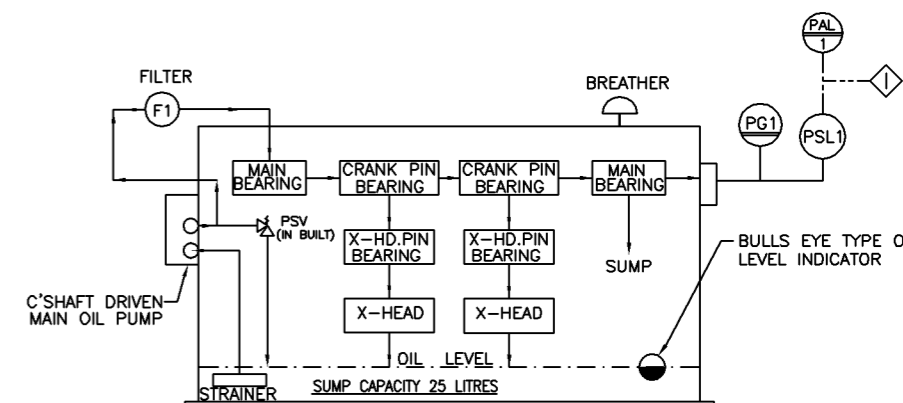 PAL
1
FILTER
BREATHER
F1
I
PG1
PSL1
MAIN
BEARING
CRANK PIN
BEARING
CRANK PIN
BEARING
MAIN
BEARING
PSV
(IN BUILT)
X-HD.PIN
BEARING
X-HD.PIN
BEARING
SUMP
BULLS EYE TYPE O
LEVEL INDICATOR
C'SHAFT DRIVEN
MAIN OIL PUMP
X-HEAD
X-HEAD
OIL LEVEL
STRAINER
SUMP CAPACITY 25 LITRES